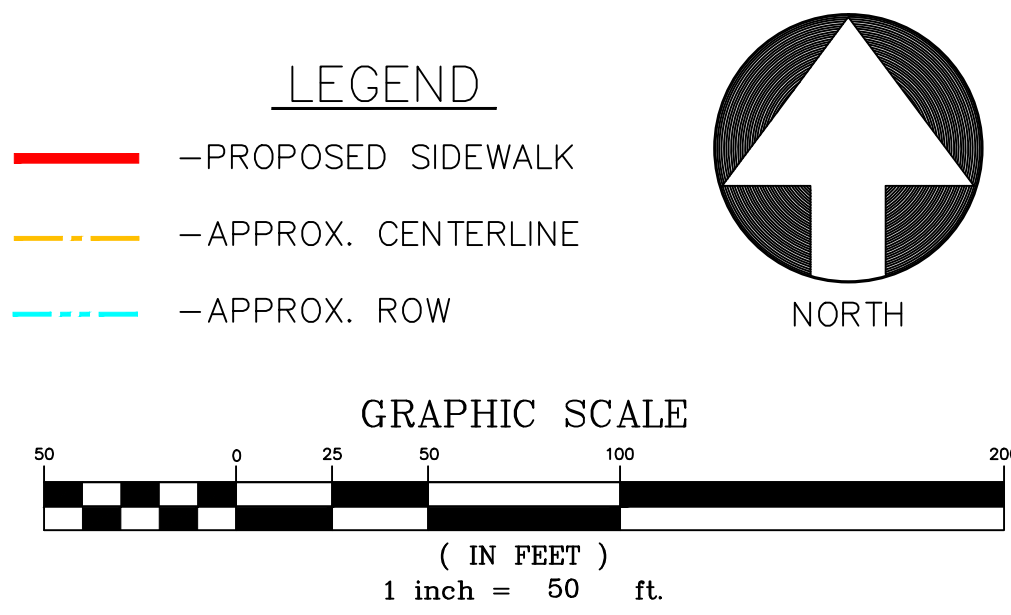 LEGEND
—PROPOSED SIDEWALK
—APPROX. CENTERLINE
—APPROX. ROW
NORTH
GRAPHIC SCALE
50 0 25 50 100 200
( IN FEET )
1 inch = 50 ft.